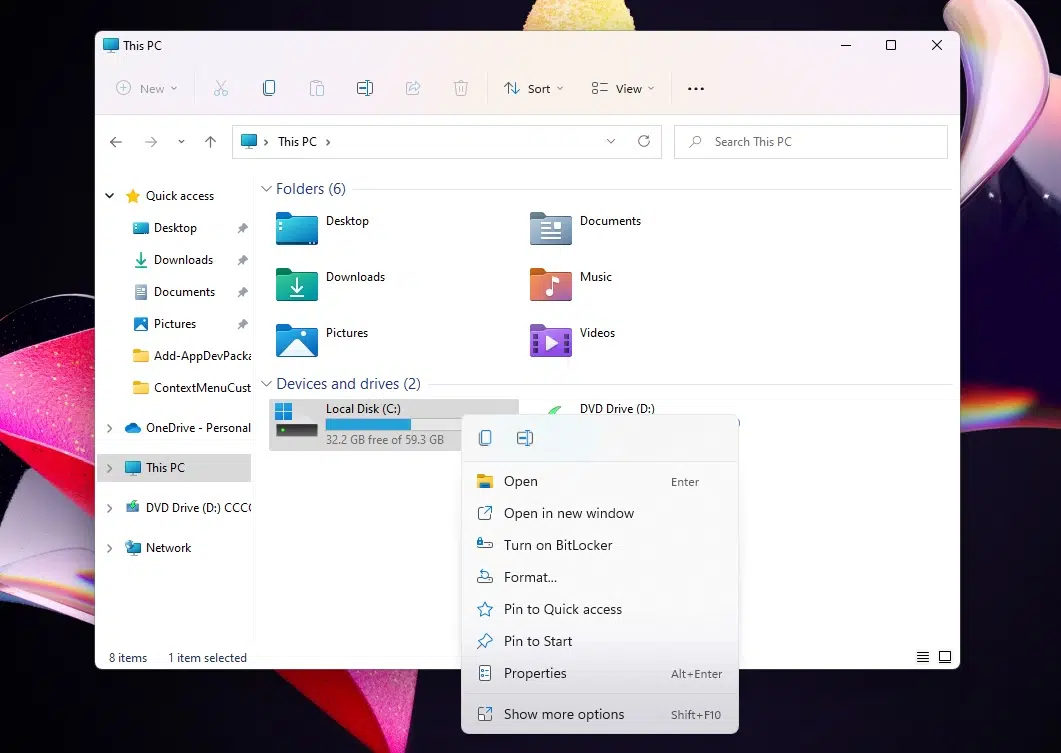 This PC
New
Sort
View
This PC
Search This PC
Quick access
Desktop
Downloads
Documents
Pictures
Add-AppDevPacka
ContextMenuCust
OneDrive - Personal
This PC
DVD Drive (D:) CCC
Network
Folders (6)
Desktop
Documents
Downloads
Music
Pictures
Videos
Devices and drives (2)
Local Disk (C:)
32.2 GB free of 59.3 GB
DVD Drive (D:)
Open Enter
Open in new window
Turn on BitLocker
Format...
Pin to Quick access
Pin to Start
Properties Alt+Enter
Show more options Shift+F10
8 items 1 item selected